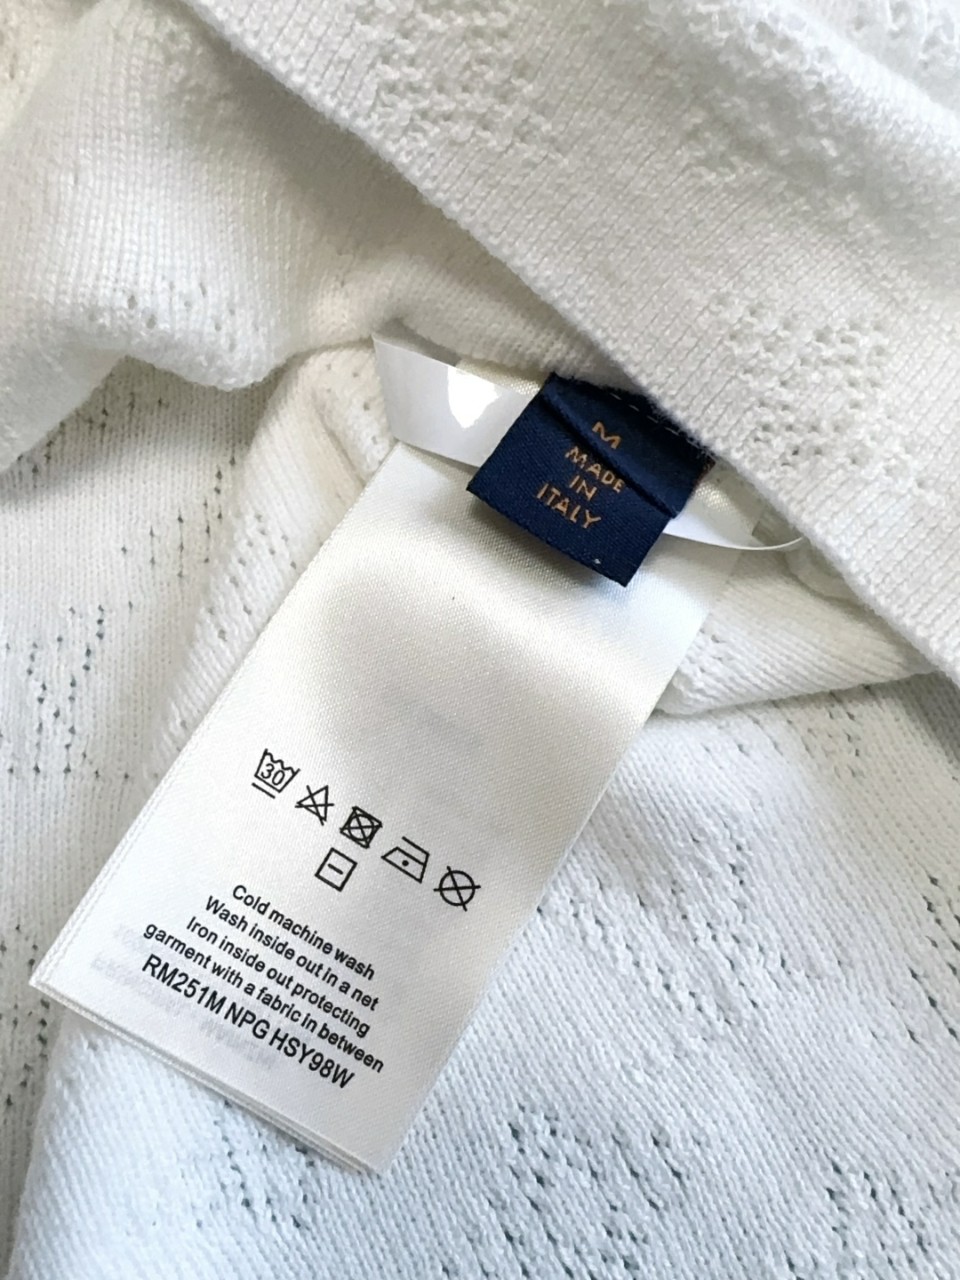 M
MADE
IN
ITALY
30
Cold machine wash
Wash inside out in a net
Iron inside out protecting
garment with a fabric in between
RM251M NPG HSY98W